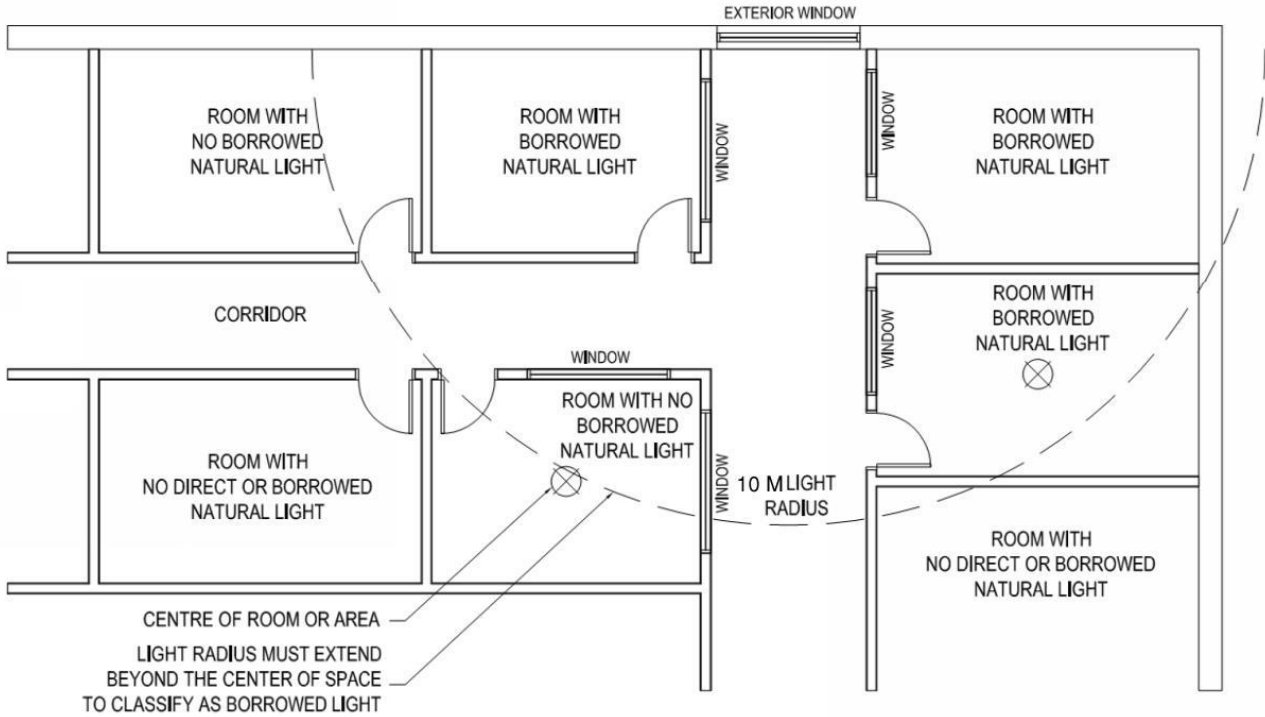 EXTERIOR WINDOW
ROOM WITH
NO BORROWED
NATURAL LIGHT
ROOM WITH
BORROWED
NATURAL LIGHT
WINDOW
WINDOW
ROOM WITH
BORROWED
NATURAL LIGHT
CORRIDOR
ROOM WITH
BORROWED
NATURAL LIGHT
WINDOW
WINDOW
ROOM WITH NO
BORROWED
NATURAL LIGHT
ROOM WITH
NO DIRECT OR BORROWED
NATURAL LIGHT
WINDOW
10 M LIGHT
RADIUS
ROOM WITH
NO DIRECT OR BORROWED
NATURAL LIGHT
CENTRE OF ROOM OR AREA
LIGHT RADIUS MUST EXTEND
BEYOND THE CENTER OF SPACE
TO CLASSIFY AS BORROWED LIGHT